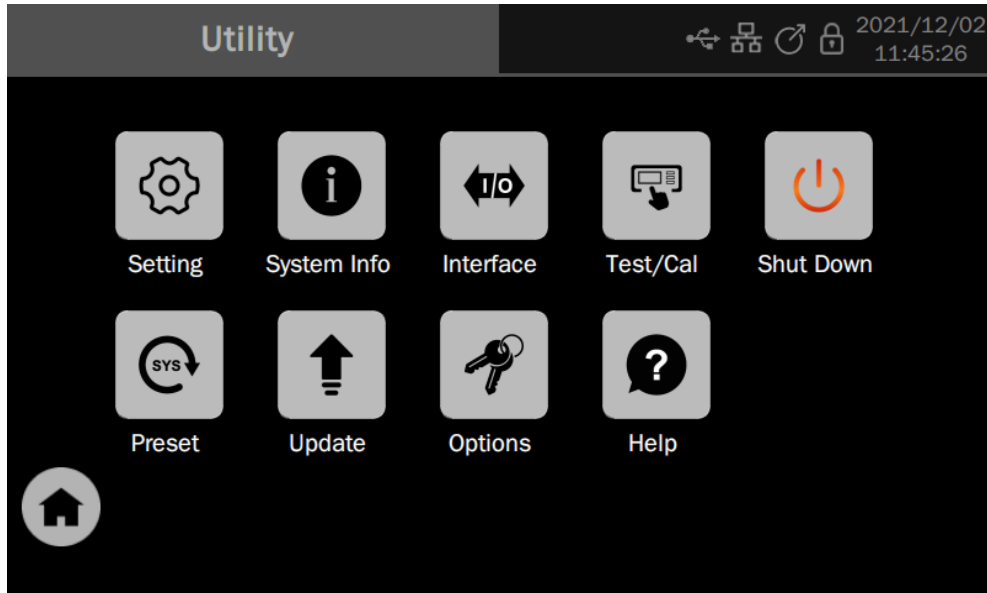 Utility
2021/12/02
11:45:26
i
I/O
Setting
System Info
Interface
Test/Cal
Shut Down
SYS
?
Preset
Update
Options
Help